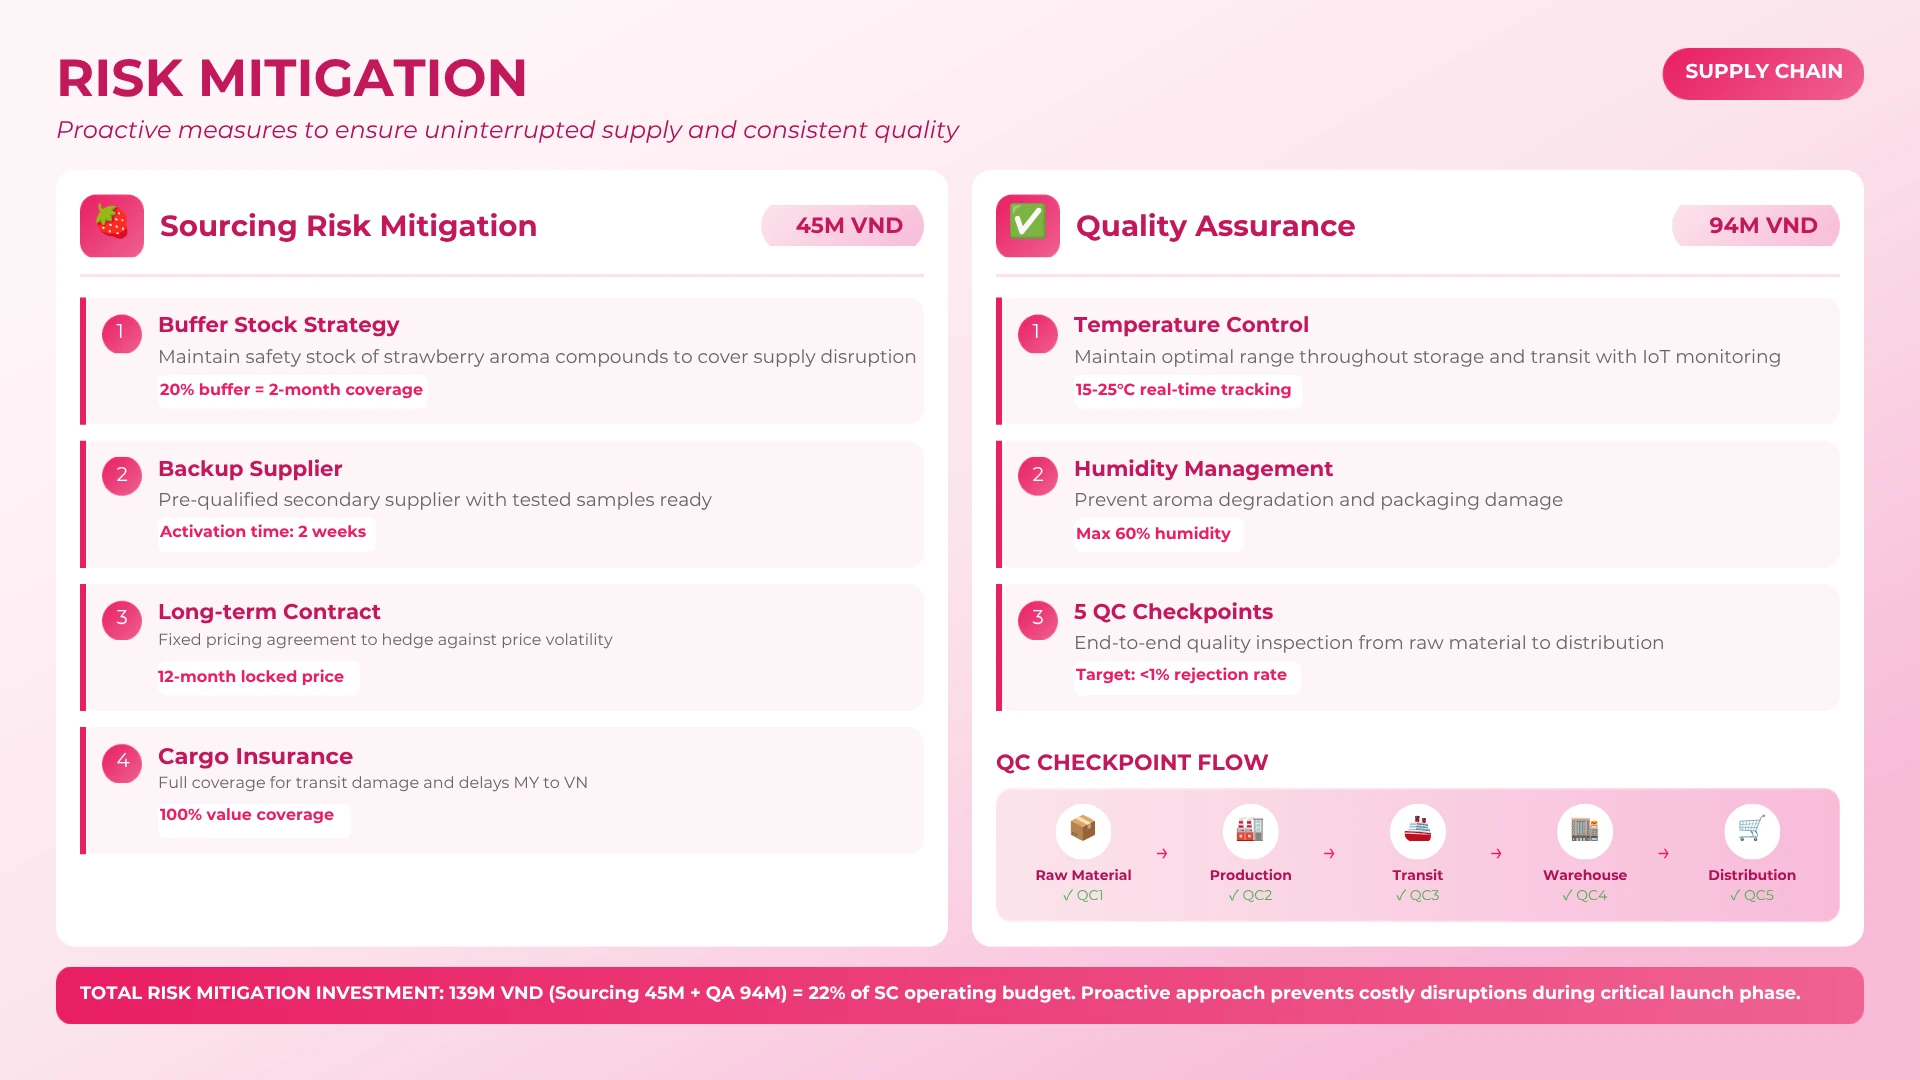 RISK MITIGATION
SUPPLY CHAIN
Proactive measures to ensure uninterrupted supply and consistent quality
Sourcing Risk Mitigation
45M VND
1
Buffer Stock Strategy
Maintain safety stock of strawberry aroma compounds to cover supply disruption
20% buffer = 2-month coverage
2
Backup Supplier
Pre-qualified secondary supplier with tested samples ready
Activation time: 2 weeks
3
Long-term Contract
Fixed pricing agreement to hedge against price volatility
12-month locked price
4
Cargo Insurance
Full coverage for transit damage and delays MY to VN
100% value coverage
Quality Assurance
94M VND
1
Temperature Control
Maintain optimal range throughout storage and transit with IoT monitoring
15-25°C real-time tracking
2
Humidity Management
Prevent aroma degradation and packaging damage
Max 60% humidity
3
5 QC Checkpoints
End-to-end quality inspection from raw material to distribution
Target: <1% rejection rate
QC CHECKPOINT FLOW
→ → → →
Raw Material Production Transit Warehouse Distribution
✓ QC1 ✓ QC2 ✓ QC3 ✓ QC4 ✓ QC5
TOTAL RISK MITIGATION INVESTMENT: 139M VND (Sourcing 45M + QA 94M) = 22% of SC operating budget. Proactive approach prevents costly disruptions during critical launch phase.